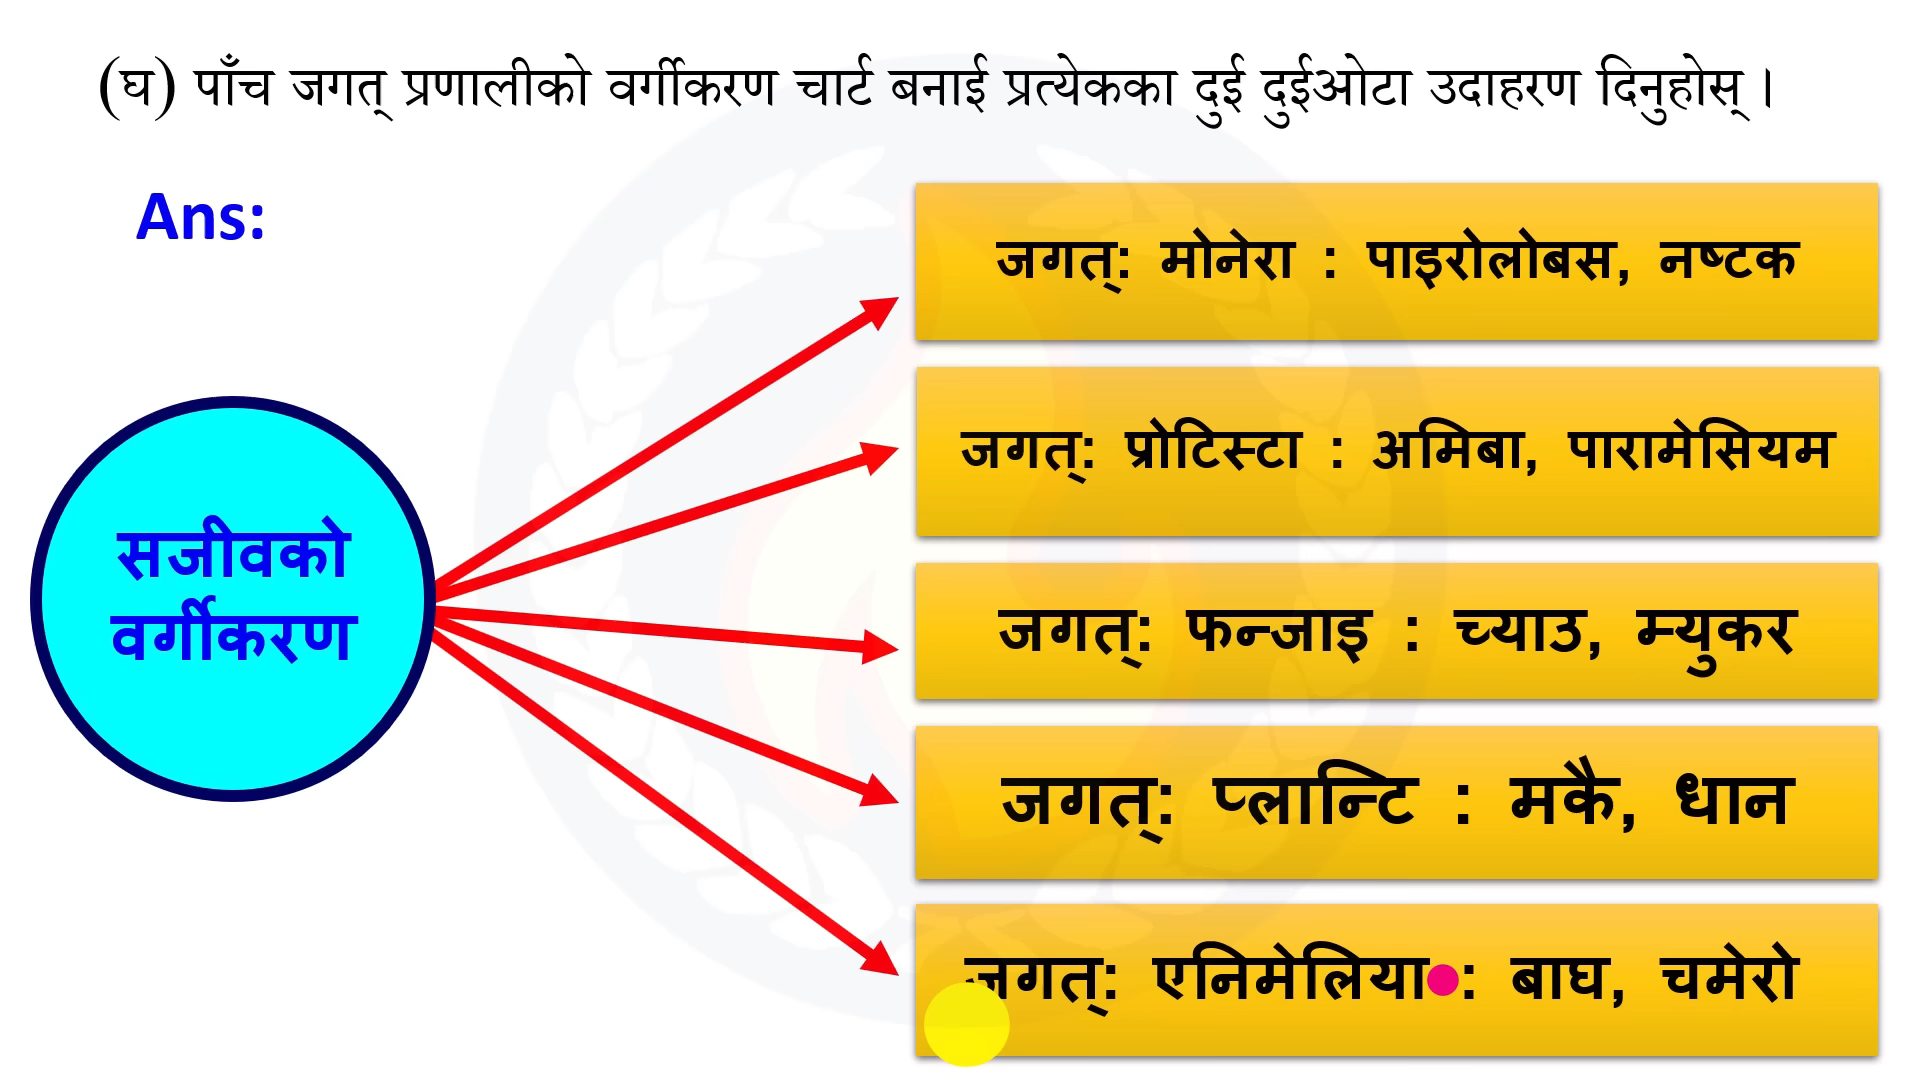 (घ) पाँच जगत् प्रणालीको वर्गीकरण चार्ट बनाई प्रत्येकका दुई दुईओटा उदाहरण दिनुहोस् ।
Ans:
सजीवको
वर्गीकरण
जगत्: मोनेरा : पाइरोलोबस, नष्टक
जगत्: प्रोटिस्टा : अमिबा, पारामेसियम
जगत्: फन्जाइ : च्याउ, म्युकर
जगत्: प्लान्टि : मकै, धान
जगत्: एनिमेलिया : बाघ, चमेरो